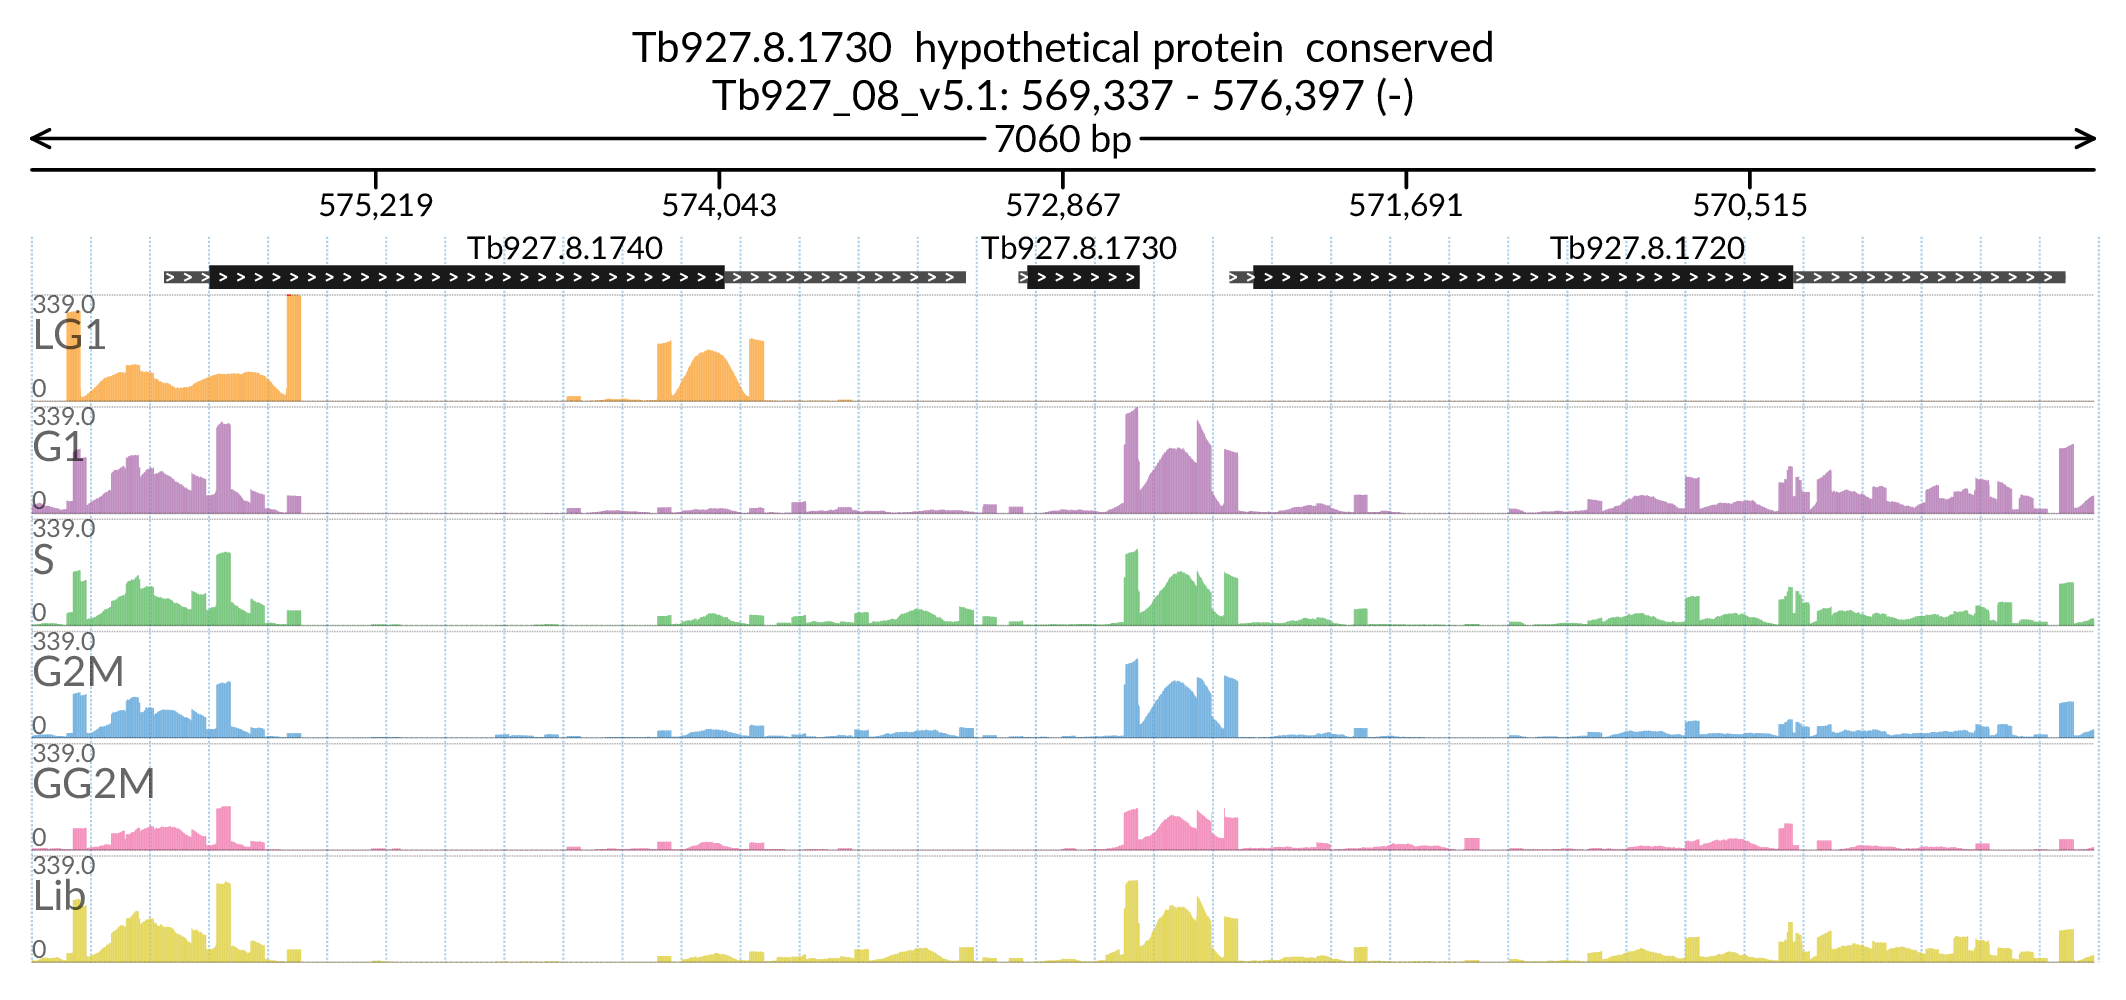 Tb927.8.1730  hypothetical protein  conserved
Tb927_08_v5.1: 569,337 - 576,397 (-)
7060 bp
575,219 574,043 572,867 571,691 570,515
Tb927.8.1740 Tb927.8.1730 Tb927.8.1720
339.0
LG1
0
339.0
G1
0
339.0
S
0
339.0
G2M
0
339.0
GG2M
0
339.0
Lib
0